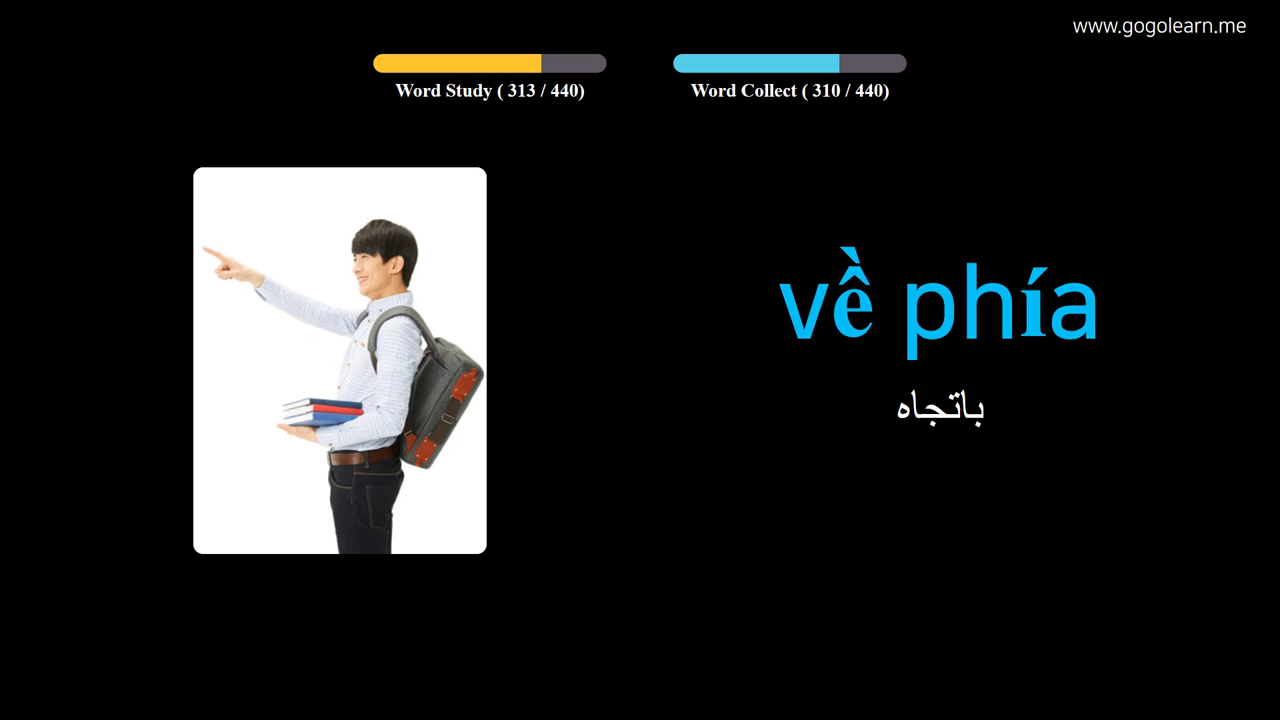 www.gogolearn.me
Word Study ( 313 / 440)
Word Collect ( 310 / 440)
về phía
باتجاه